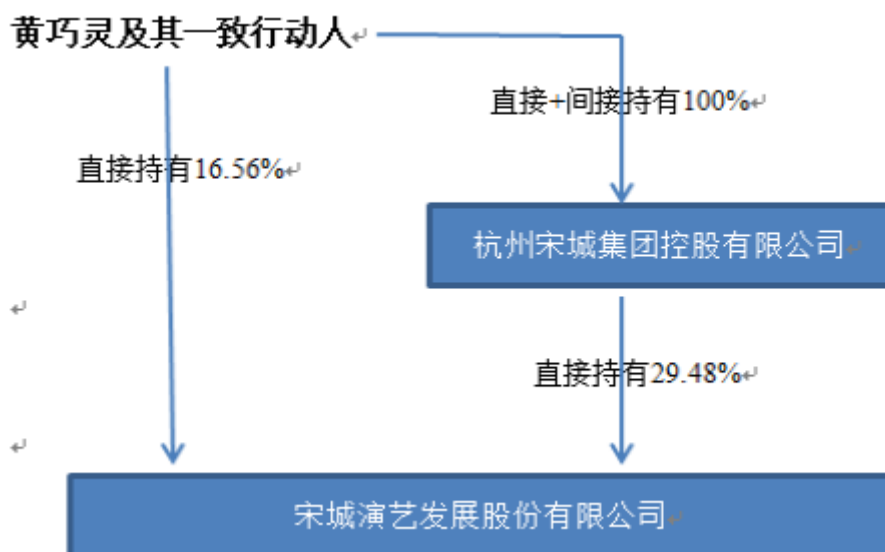 黄巧灵及其一致行动人
直接+间接持有100%
直接持有16.56%
杭州宋城集团控股有限公司
直接持有29.48%
宋城演艺发展股份有限公司